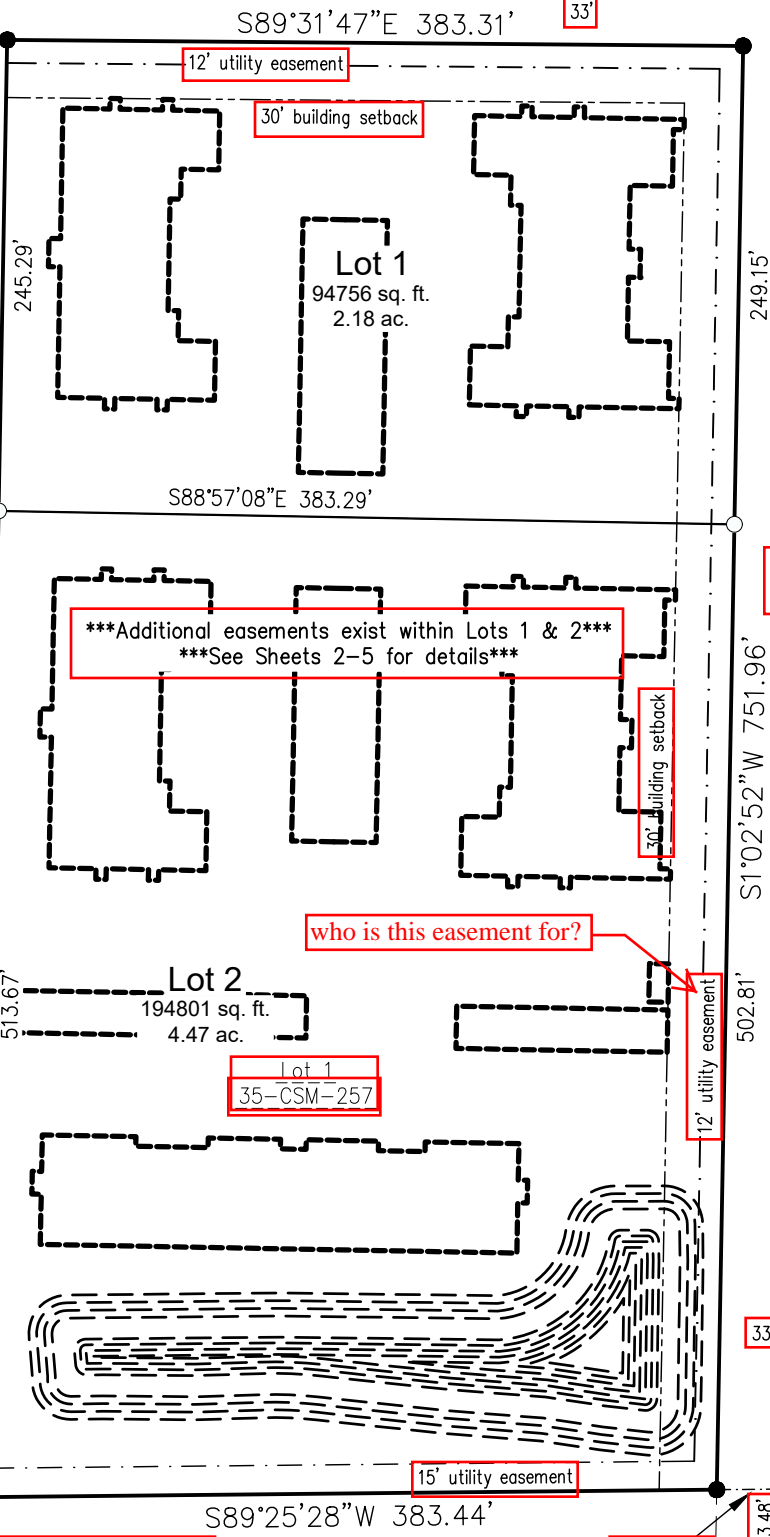 S89°31'47"E 383.31'
33'
12' utility easement
30' building setback
245.29'
Lot 1
94756 sq. ft.
2.18 ac.
249.15'
S88°57'08"E 383.29'
***Additional easements exist within Lots 1 & 2***
***See Sheets 2-5 for details***
30' building setback
S1°02'52"W 751.96'
who is this easement for?
513.67'
Lot 2
194801 sq. ft.
4.47 ac.
502.81'
12' utility easement
Lot 1
35-CSM-257
33
15' utility easement
S89°25'28"W 383.44'
3.48'